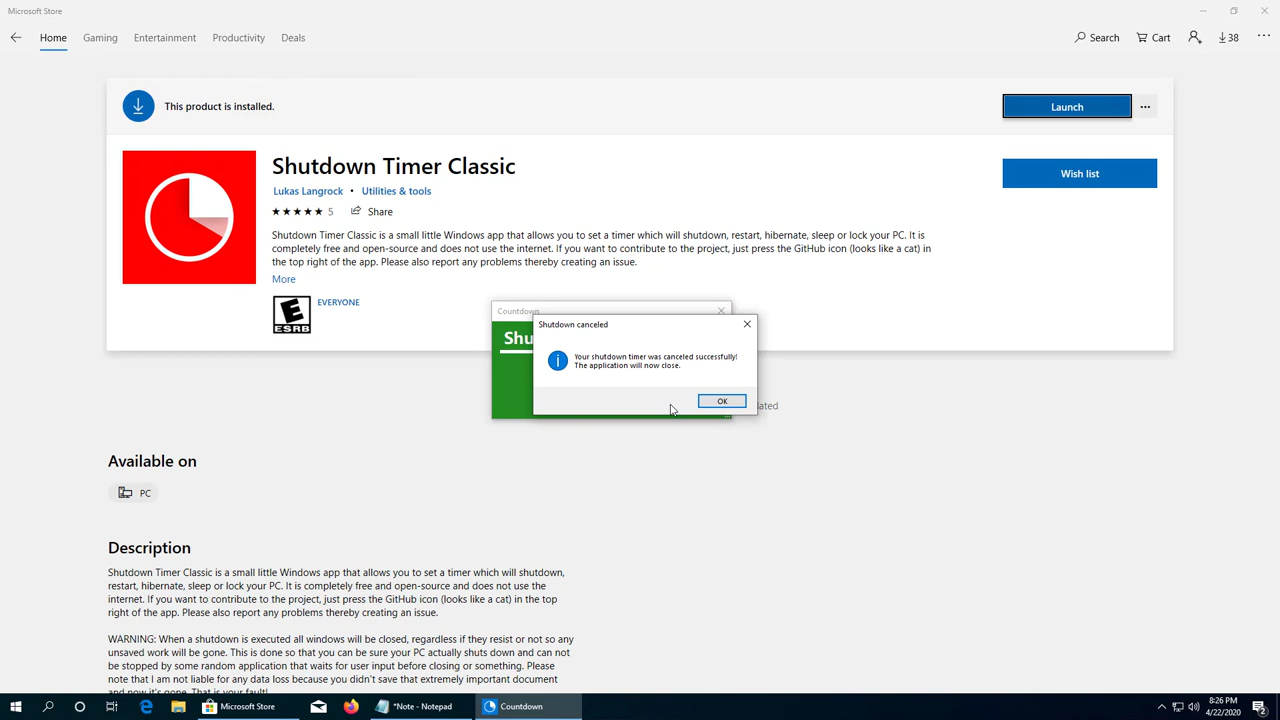 Microsoft Store
Home Gaming Entertainment Productivity Deals
Search Cart 38
This product is installed.
Launch
Shutdown Timer Classic
Wish list
Lukas Langrock • Utilities & tools
5 Share
Shutdown Timer Classic is a small little Windows app that allows you to set a timer which will shutdown, restart, hibernate, sleep or lock your PC. It is
completely free and open-source and does not use the internet. If you want to contribute to the project, just press the GitHub icon (looks like a cat) in
the top right of the app. Please also report any problems thereby creating an issue.
More
E
ESRB
EVERYONE
Countdown
Shu
Shutdown canceled
Your shutdown timer was canceled successfully!
The application will now close.
OK
lated
Available on
PC
Description
Shutdown Timer Classic is a small little Windows app that allows you to set a timer which will shutdown,
restart, hibernate, sleep or lock your PC. It is completely free and open-source and does not use the
internet. If you want to contribute to the project, just press the GitHub icon (looks like a cat) in the top
right of the app. Please also report any problems thereby creating an issue.
WARNING: When a shutdown is executed all windows will be closed, regardless if they resist or not so any
unsaved work will be gone. This is done so that you can be sure your PC actually shuts down and can not
be stopped by some random application that waits for user input before closing or something. Please
note that I am not liable for any data loss because you didn't save that extremely important document
and now it's gone. That is your fault!
Microsoft Store
*Note - Notepad
Countdown
8:26 PM
4/22/2020
2